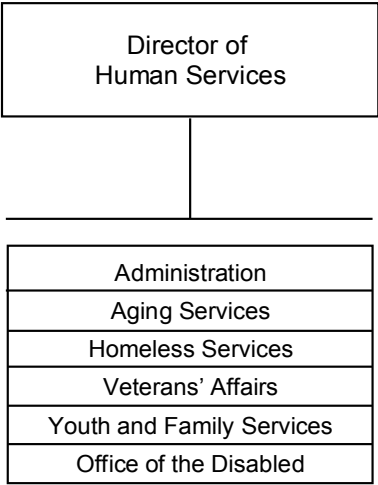 Director of
Human Services
Administration
Aging Services
Homeless Services
Veterans’ Affairs
Youth and Family Services
Office of the Disabled